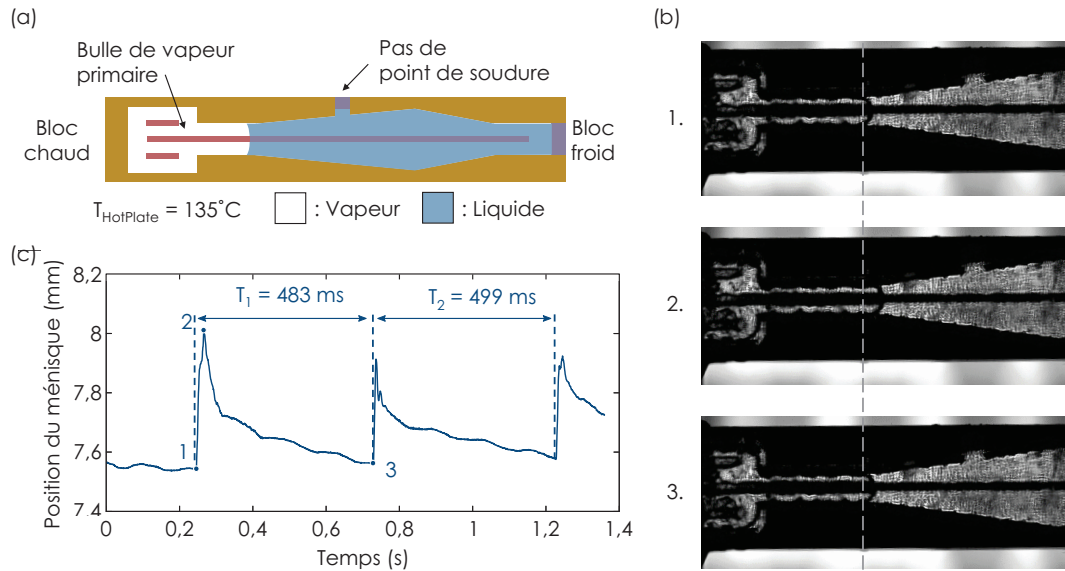 (a)
Bulle de vapeur
primaire
Pas de
point de soudure
Bloc
chaud
Bloc
froid
T_HotPlate = 135°C
: Vapeur
: Liquide
(b)
1.
2.
3.
(c)
Position du ménisque (mm)
8,2
8
7.8
7.6
7.4
T₁ = 483 ms
T₂ = 499 ms
2
1
3
0
0,2
0,4
0,6
0,8
1
1,2
1,4
Temps (s)